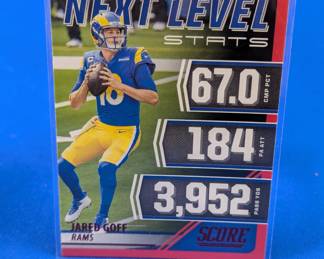 NEXT LEVEL
STATS
67.0 CMP PCT
184 PA ATT
3,952 PASS YDS
JARED GOFF
RAMS
SCORE